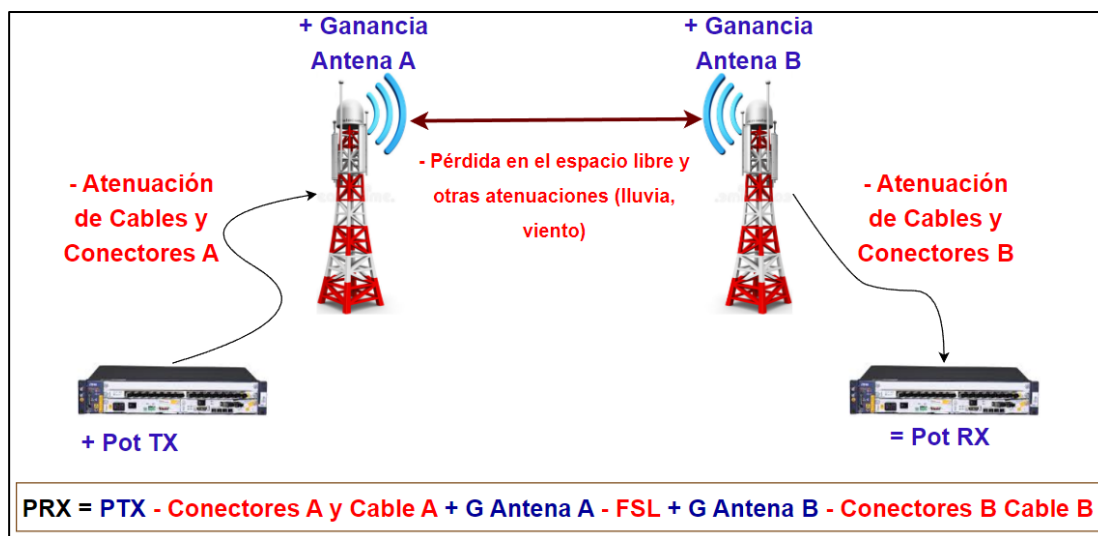 + Ganancia
Antena A
+ Ganancia
Antena B
- Pérdida en el espacio libre y
otras atenuaciones (lluvia,
viento)
- Atenuación
de Cables y
Conectores A
- Atenuación
de Cables y
Conectores B
+ Pot TX
= Pot RX
PRX = PTX - Conectores A y Cable A + G Antena A - FSL + G Antena B - Conectores B Cable B